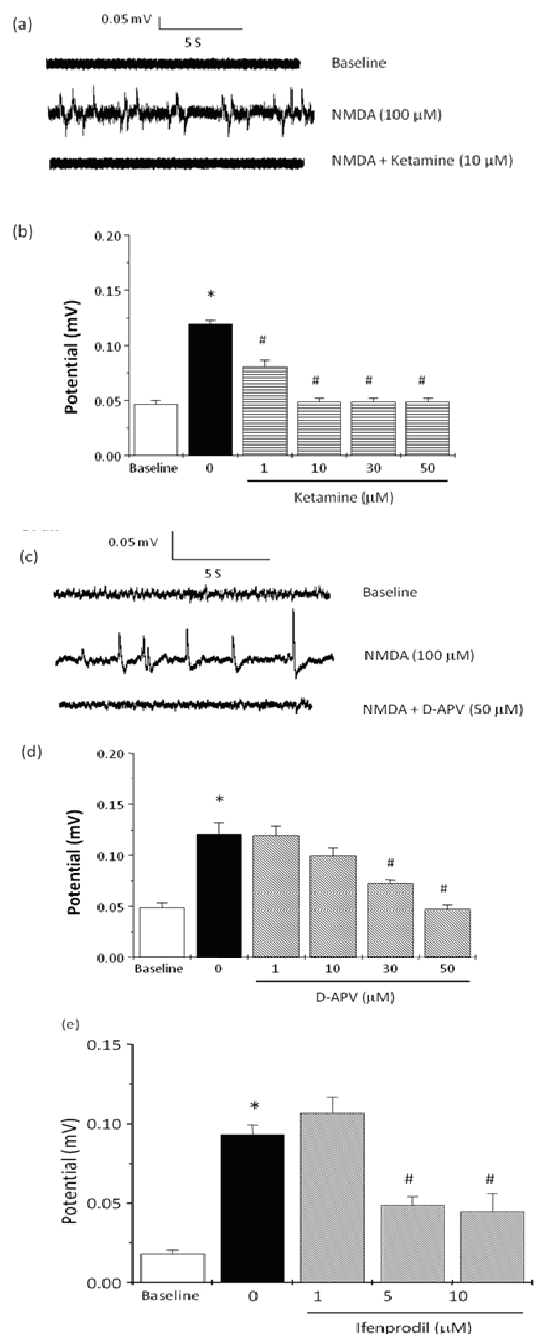 (a)
0.05 mV
5 S
Baseline
NMDA (100 µM)
NMDA + Ketamine (10 µM)
(b)
Potential (mV)
0.20
0.15
0.10
0.05
0.00
*
#
#
#
#
Baseline 0 1 10 30 50
Ketamine (µM)
(c)
0.05 mV
5 S
Baseline
NMDA (100 µM)
NMDA + D-APV (50 µM)
(d)
Potential (mV)
0.20
0.15
0.10
0.05
0.00
*
#
#
Baseline 0 1 10 30 50
D-APV (µM)
(e)
Potential (mV)
0.15
0.10
0.05
0.00
*
#
#
Baseline 0 1 5 10
Ifenprodil (µM)